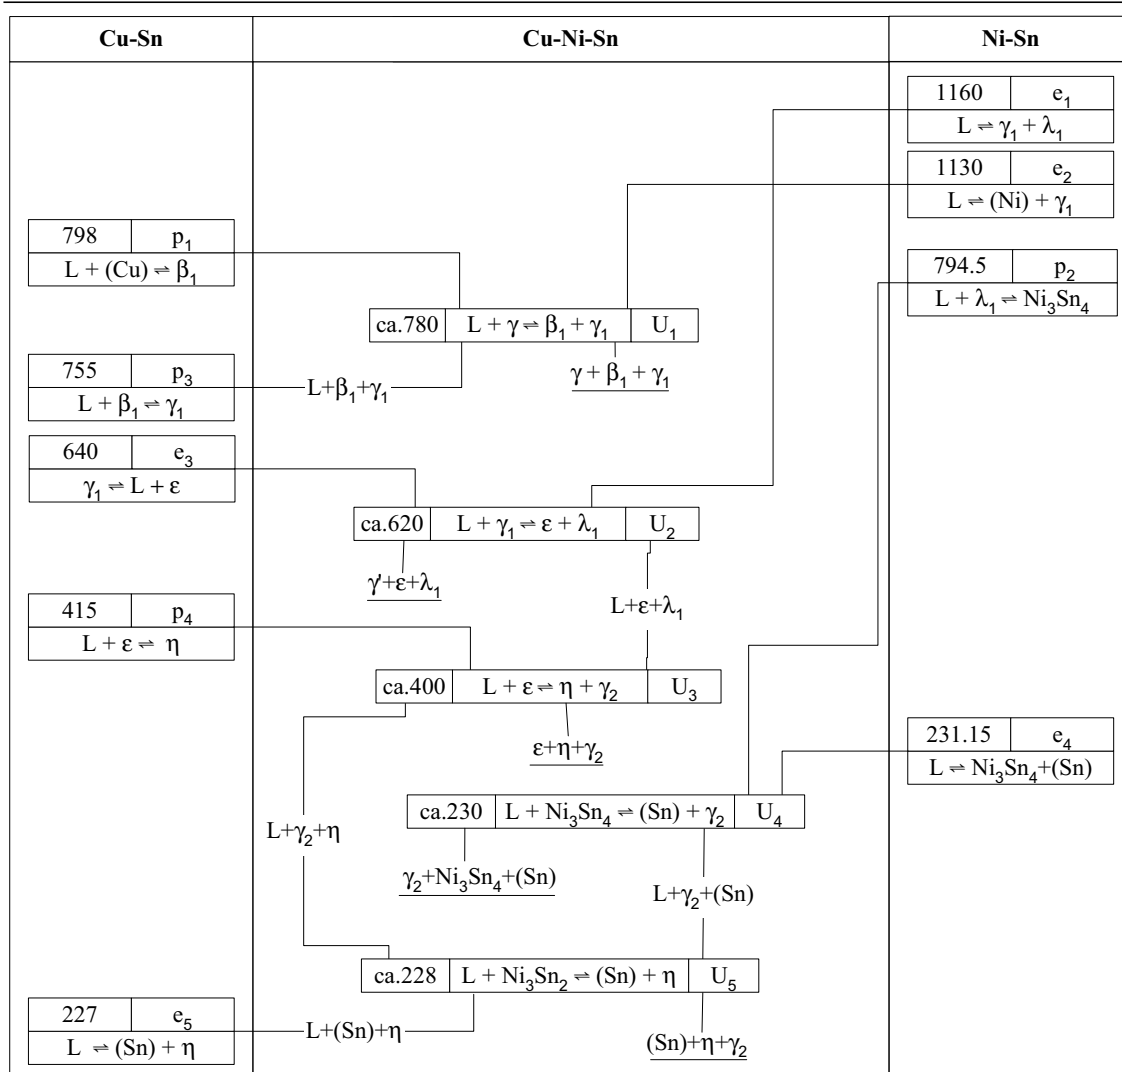 Cu-Sn
Cu-Ni-Sn
Ni-Sn
1160 e₁
L ⇌ γ₁ + λ₁
1130 e₂
L ⇌ (Ni) + γ₁
798 p₁
L + (Cu) ⇌ β₁
794.5 p₂
L + λ₁ ⇌ Ni₃Sn₄
ca.780 L + γ ⇌ β₁ + γ₁ U₁
γ + β₁ + γ₁
755 p₃
L + β₁ ⇌ γ₁
L+β₁+γ₁
640 e₃
γ₁ ⇌ L + ε
ca.620 L + γ₁ ⇌ ε + λ₁ U₂
γ'+ε+λ₁
L+ε+λ₁
415 p₄
L + ε ⇌ η
ca.400 L + ε ⇌ η + γ₂ U₃
ε+η+γ₂
231.15 e₄
L ⇌ Ni₃Sn₄+(Sn)
ca.230 L + Ni₃Sn₄ ⇌ (Sn) + γ₂ U₄
L+γ₂+η
γ₂+Ni₃Sn₄+(Sn)
L+γ₂+(Sn)
ca.228 L + Ni₃Sn₂ ⇌ (Sn) + η U₅
227 e₅
L ⇌ (Sn) + η
L+(Sn)+η
(Sn)+η+γ₂